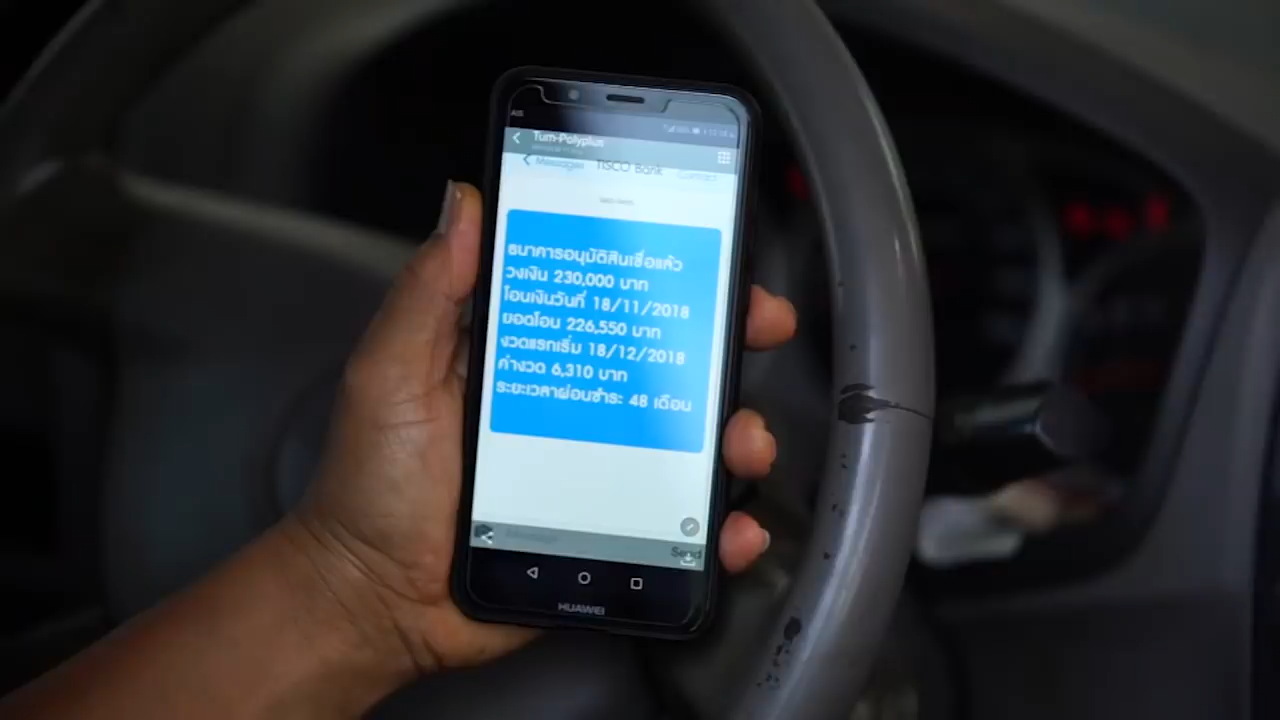 AIS
Tum-Polyplus
Messages TISCO Bank Contact
ธนาคารอนุมัติสินเชื่อแล้ว
วงเงิน 230,000 บาท
โอนเงินวันที่ 18/11/2018
ยอดโอน 226,550 บาท
งวดแรกเริ่ม 18/12/2018
ค่างวด 6,310 บาท
ระยะเวลาผ่อนชำระ 48 เดือน
Send
HUAWEI